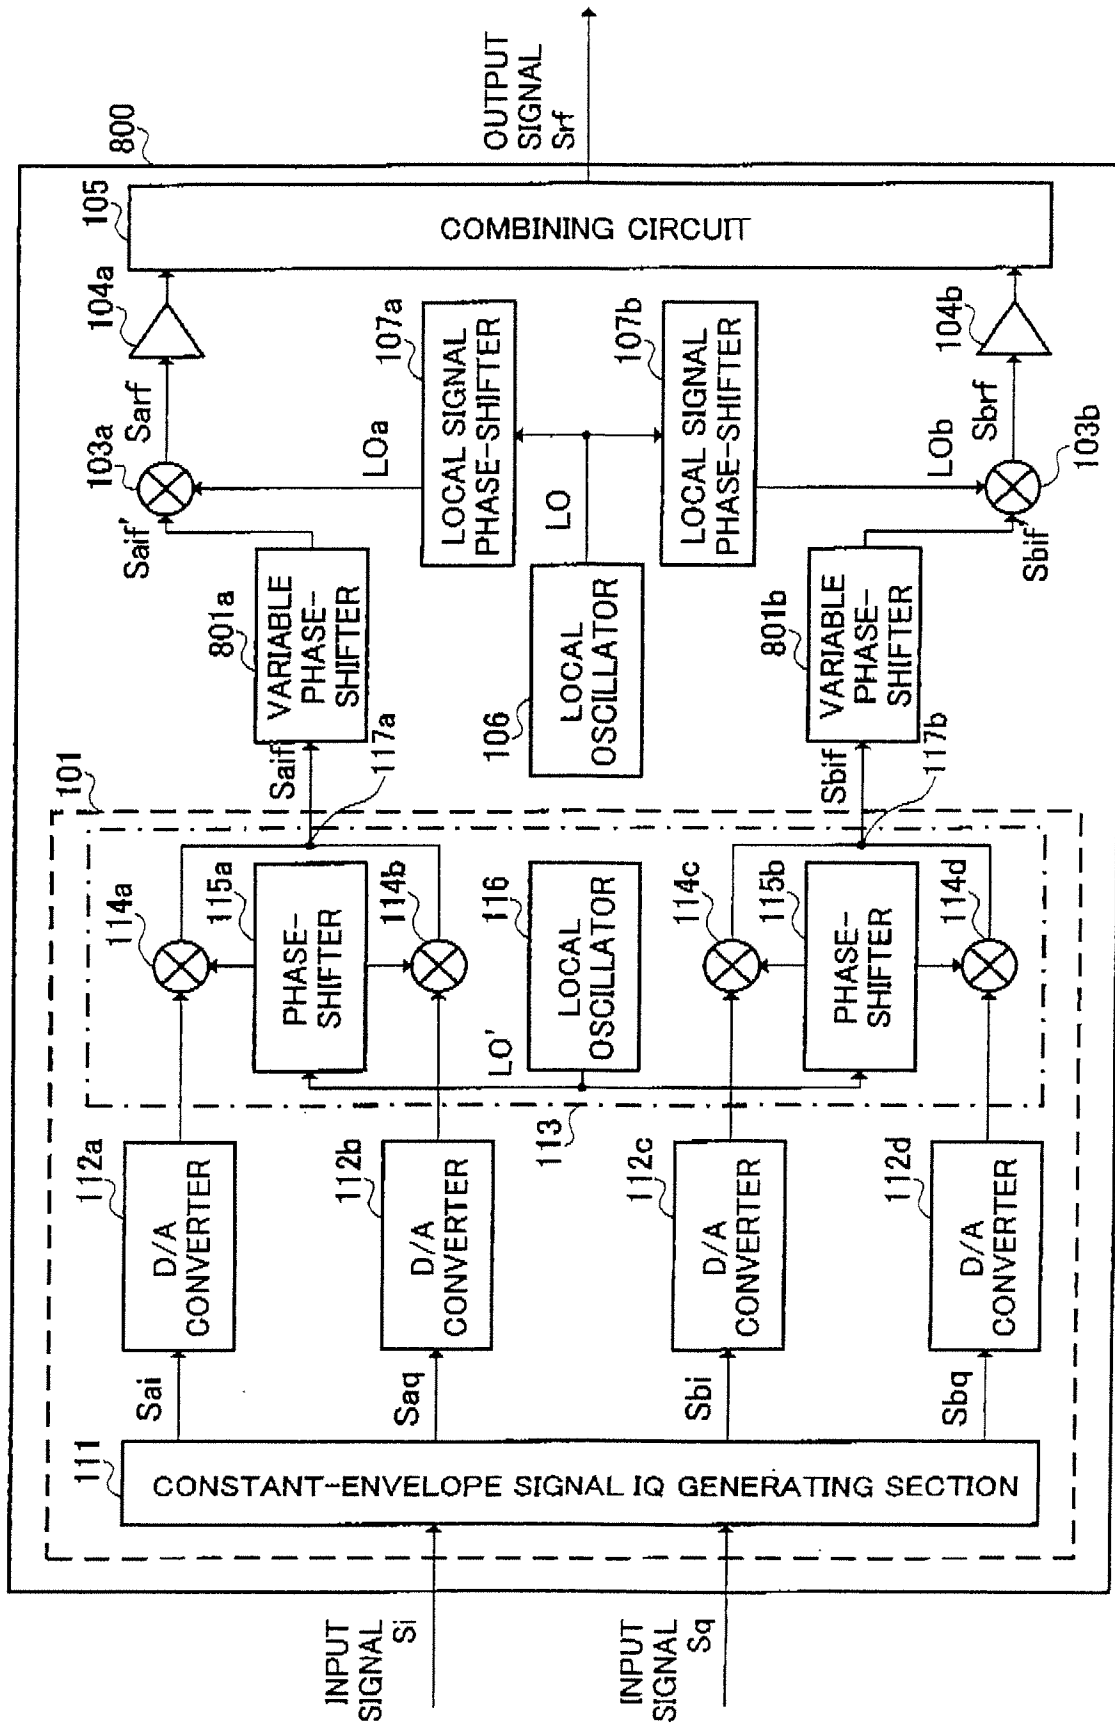 INPUT
SIGNAL
Si
INPUT
SIGNAL
Sq
111
CONSTANT-ENVELOPE SIGNAL IQ GENERATING SECTION
Sai
Saq
Sbi
Sbq
112a
D/A
CONVERTER
112b
D/A
CONVERTER
112c
D/A
CONVERTER
112d
D/A
CONVERTER
101
113
LO'
114a
115a
PHASE-
SHIFTER
114b
116
LOCAL
OSCILLATOR
114c
115b
PHASE-
SHIFTER
114d
117a
117b
Saif
Sbif
801a
VARIABLE
PHASE-
SHIFTER
106
LOCAL
OSCILLATOR
801b
VARIABLE
PHASE-
SHIFTER
Saif'
Sbif'
103a
103b
LO
LOa
LOb
107a
LOCAL SIGNAL
PHASE-SHIFTER
107b
LOCAL SIGNAL
PHASE-SHIFTER
Sarf
Sbrf
104a
104b
105
COMBINING CIRCUIT
800
OUTPUT
SIGNAL
Srf